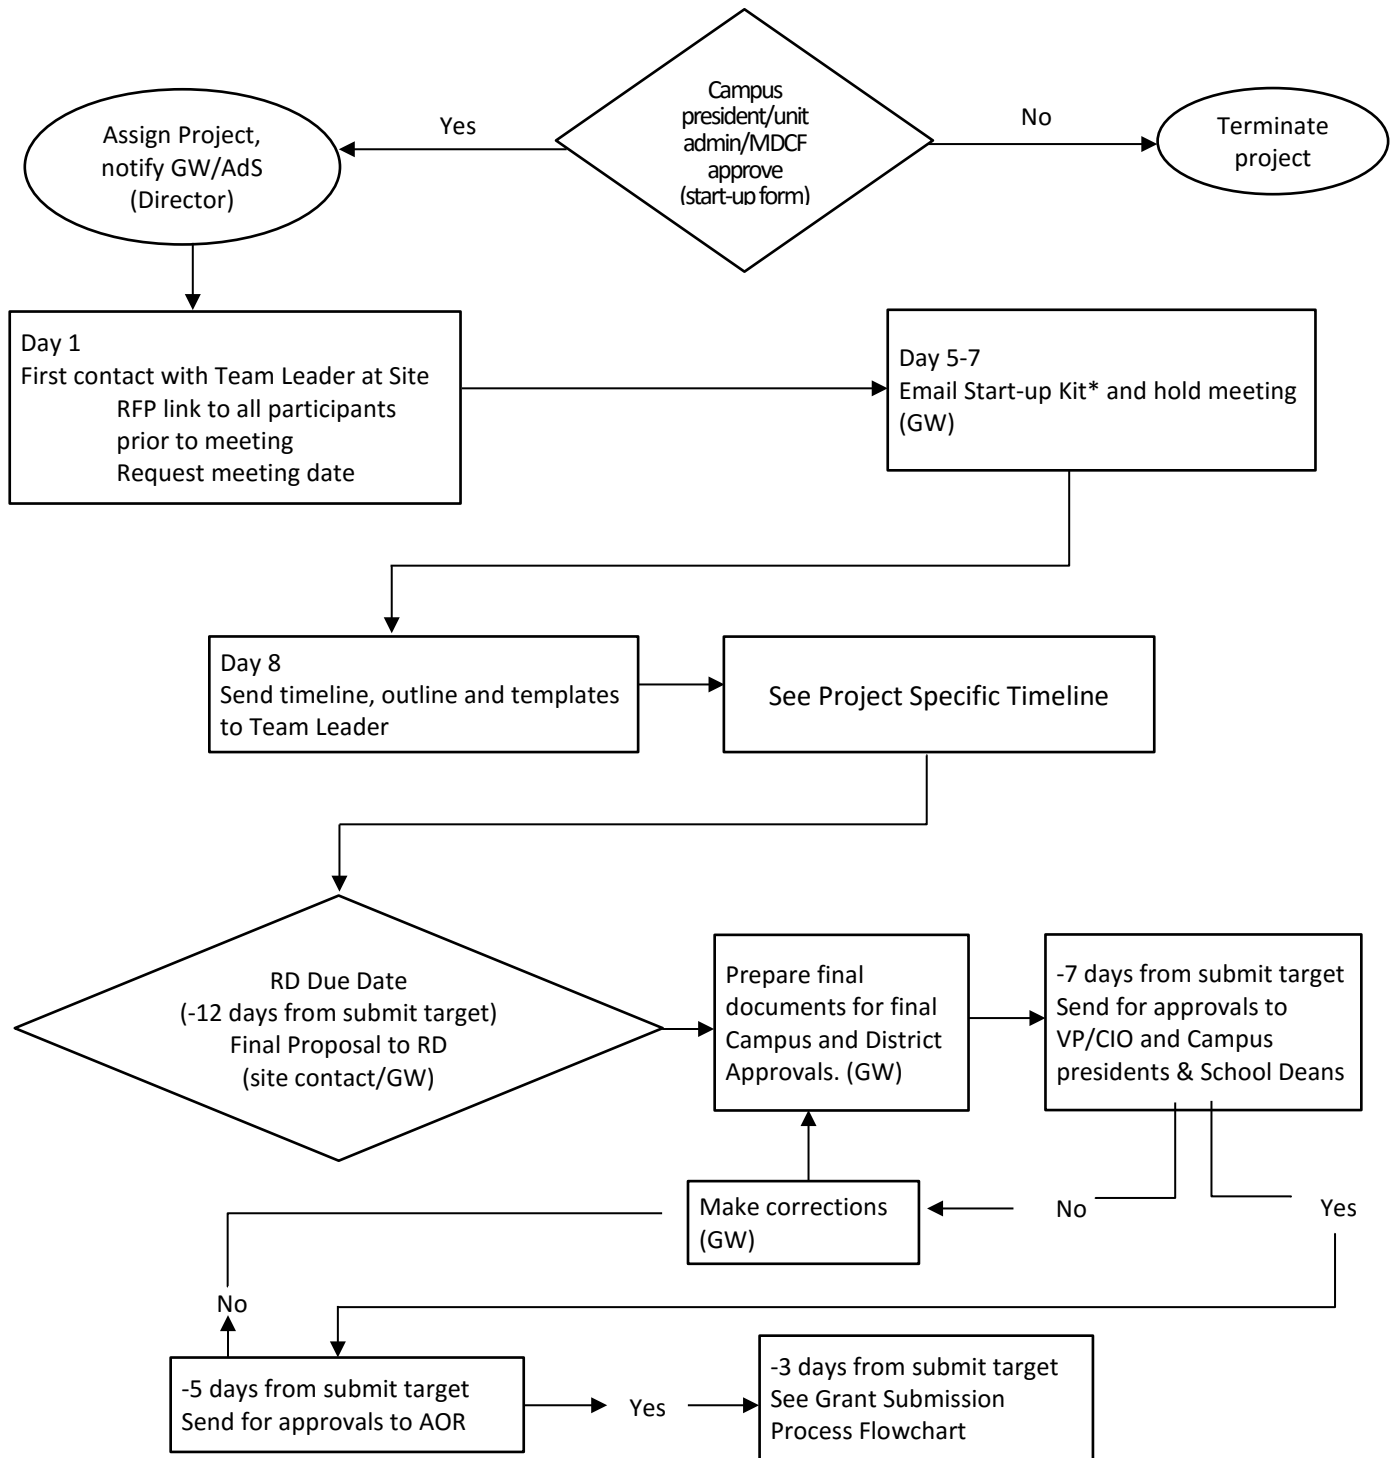 Campus
president/unit
admin/MDCF
approve
(start-up form)
Yes
No
Assign Project,
notify GW/AdS
(Director)
Terminate
project
Day 1
First contact with Team Leader at Site
RFP link to all participants
prior to meeting
Request meeting date
Day 5-7
Email Start-up Kit* and hold meeting
(GW)
Day 8
Send timeline, outline and templates
to Team Leader
See Project Specific Timeline
RD Due Date
(-12 days from submit target)
Final Proposal to RD
(site contact/GW)
Prepare final
documents for final
Campus and District
Approvals. (GW)
-7 days from submit target
Send for approvals to
VP/CIO and Campus
presidents & School Deans
No
Yes
Make corrections
(GW)
No
-5 days from submit target
Send for approvals to AOR
Yes
-3 days from submit target
See Grant Submission
Process Flowchart